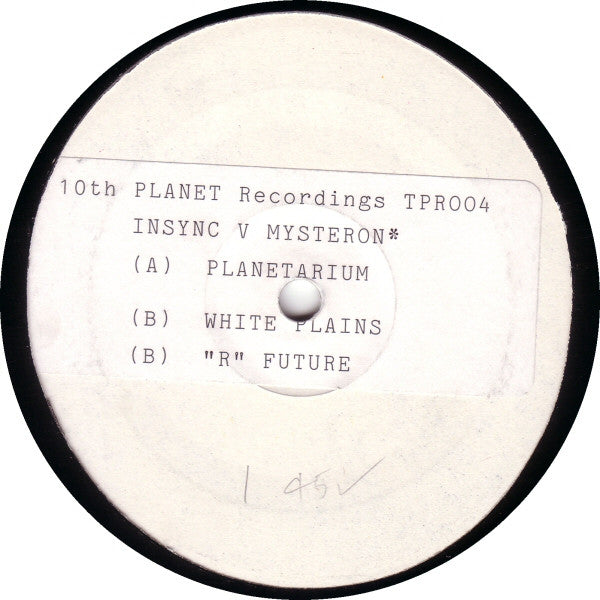 10th PLANET Recordings TPR004
INSYNC V MYSTERON*
(A) PLANETARIUM
(B) WHITE PLAINS
(B) "R" FUTURE
1 45✓